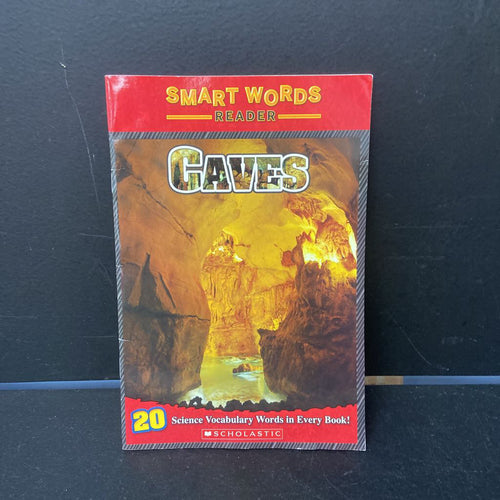 SMART WORDS
READER
CAVES
20 Science Vocabulary Words in Every Book!
SCHOLASTIC